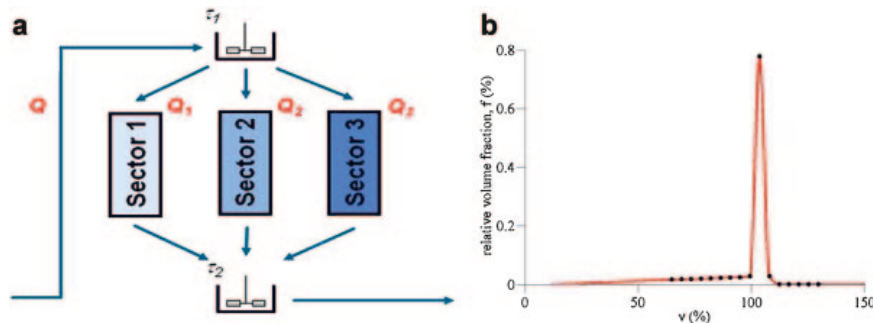 a
τ1
Q
Q1
Q2
Q3
Sector 1
Sector 2
Sector 3
τ2
b
relative volume fraction, f (%)
0.8
0.6
0.4
0.2
0
0
50
100
150
v (%)